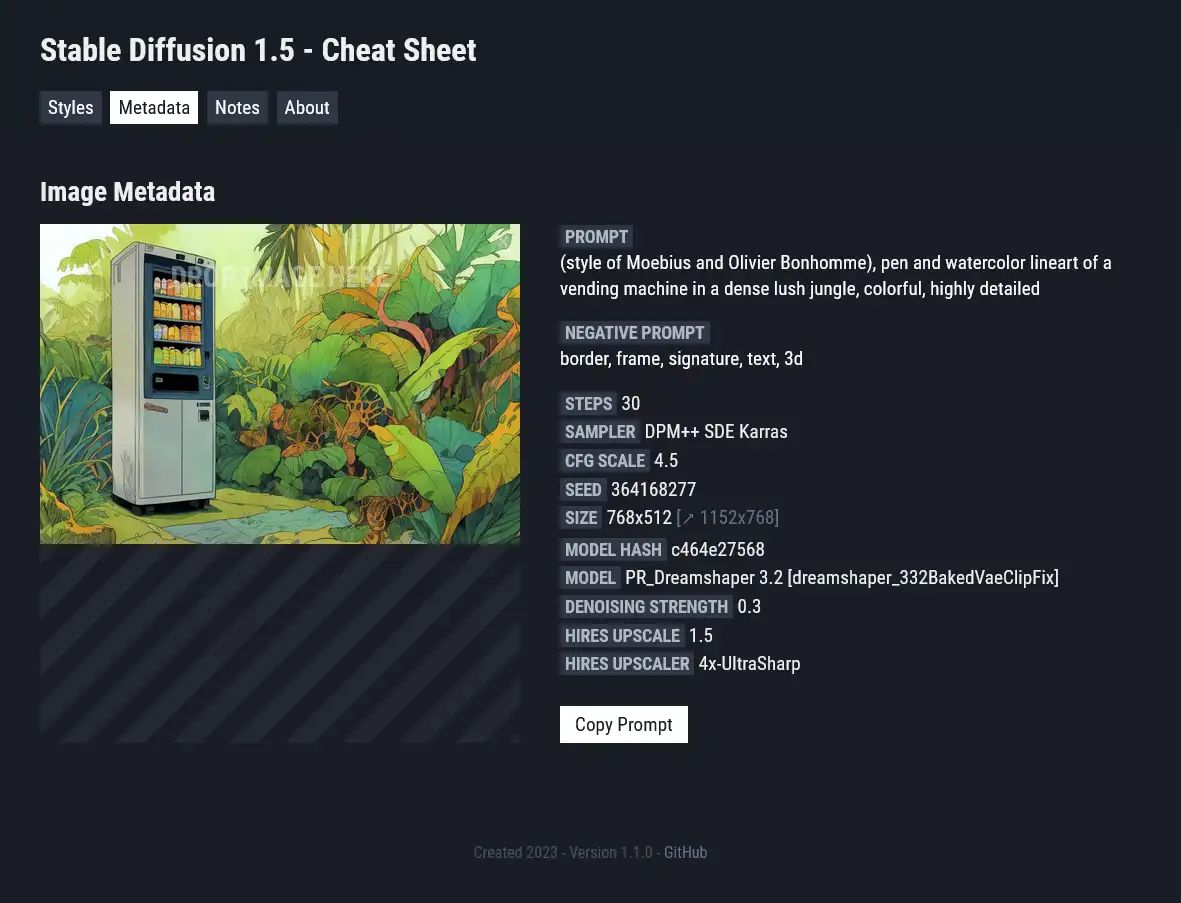 Stable Diffusion 1.5 - Cheat Sheet
Styles
Metadata
Notes
About
Image Metadata
DROP IMAGE HERE
PROMPT
(style of Moebius and Olivier Bonhomme), pen and watercolor lineart of a
vending machine in a dense lush jungle, colorful, highly detailed
NEGATIVE PROMPT
border, frame, signature, text, 3d
STEPS 30
SAMPLER DPM++ SDE Karras
CFG SCALE 4.5
SEED 364168277
SIZE 768x512 [↗ 1152x768]
MODEL HASH c464e27568
MODEL PR_Dreamshaper 3.2 [dreamshaper_332BakedVaeClipFix]
DENOISING STRENGTH 0.3
HIRES UPSCALE 1.5
HIRES UPSCALER 4x-UltraSharp
Copy Prompt
Created 2023 - Version 1.1.0 - GitHub